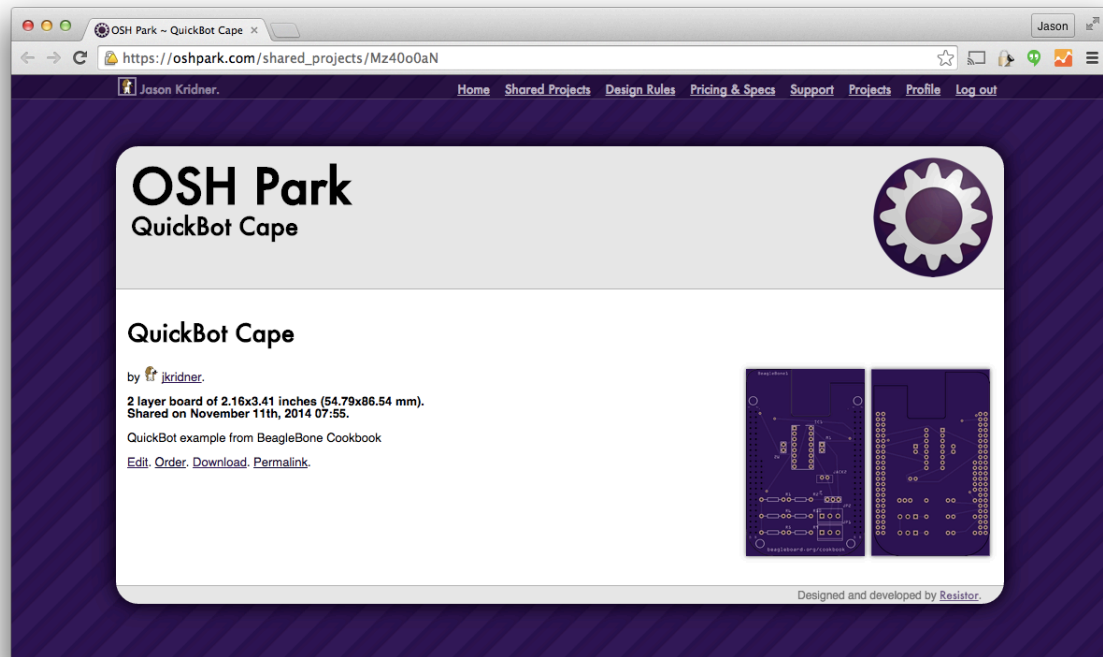 OSH Park ~ QuickBot Cape
Jason
https://oshpark.com/shared_projects/Mz40o0aN
Jason Kridner.
Home Shared Projects Design Rules Pricing & Specs Support Projects Profile Log out
OSH Park
QuickBot Cape
QuickBot Cape
by jkridner.
2 layer board of 2.16x3.41 inches (54.79x86.54 mm).
Shared on November 11th, 2014 07:55.
QuickBot example from BeagleBone Cookbook
Edit. Order. Download. Permalink.
beagleboard.org/cookbook
Designed and developed by Resistor.